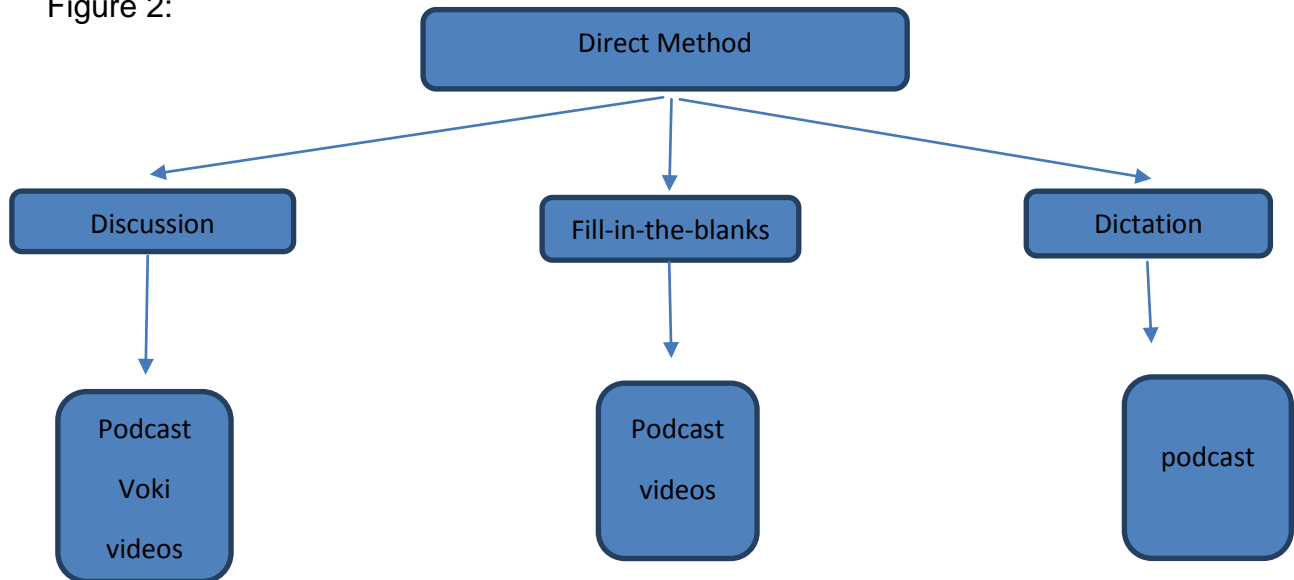 Figure 2:
Direct Method
Discussion
Fill-in-the-blanks
Dictation
Podcast
Voki
videos
Podcast
videos
podcast